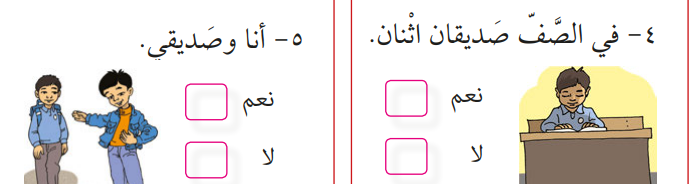 ٤- في الصَّفّ صَديقان اثْنان.
نعم
لا
٥- أنا وصَديقي.
نعم
لا